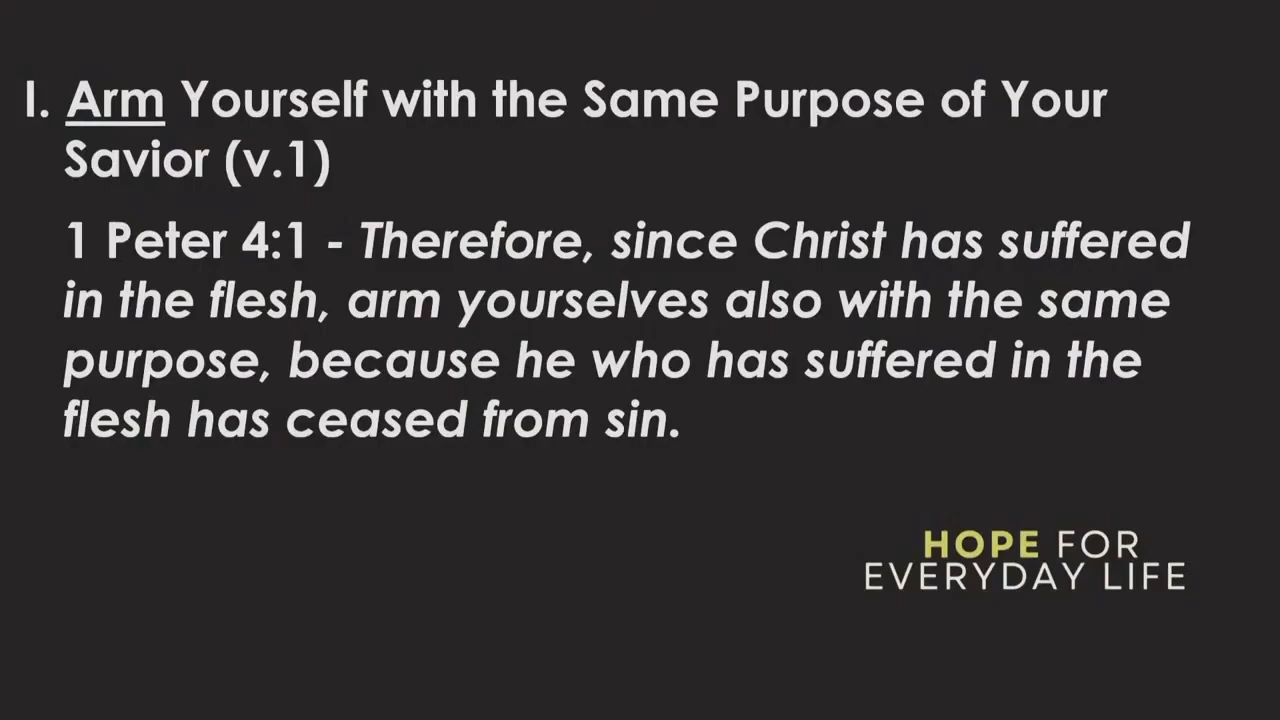 I. Arm Yourself with the Same Purpose of Your
Savior (v.1)
1 Peter 4:1 - Therefore, since Christ has suffered
in the flesh, arm yourselves also with the same
purpose, because he who has suffered in the
flesh has ceased from sin.
HOPE FOR
EVERYDAY LIFE